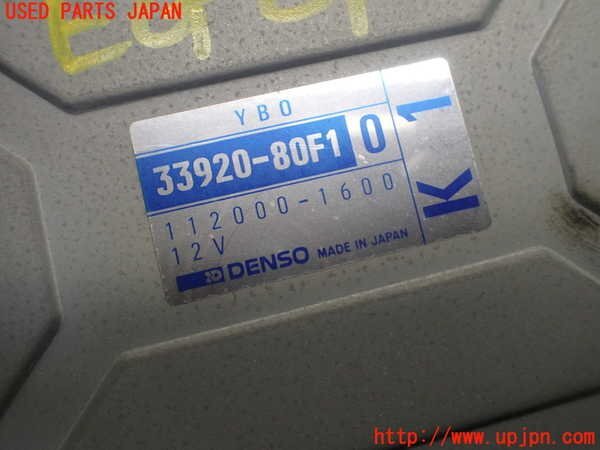 USED PARTS JAPAN
YBO
33920-80F1 0
112000-1600
12V
DENSO MADE IN JAPAN
K1
http://www.upjpn.com/